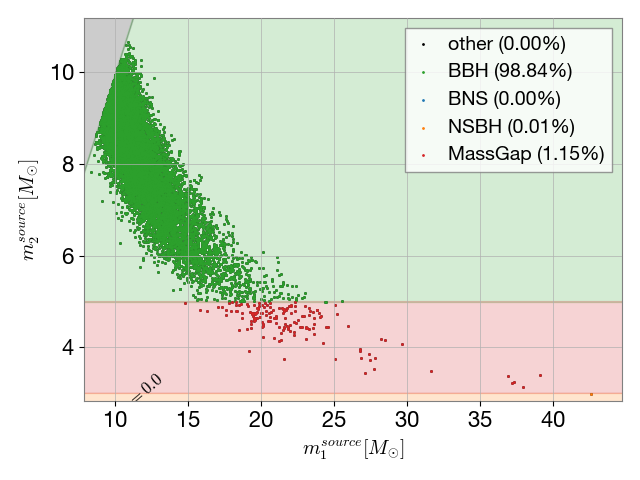 other (0.00%)
BBH (98.84%)
BNS (0.00%)
NSBH (0.01%)
MassGap (1.15%)
10
8
6
4
m_2^{source}[M_☉]
=0.0
10 15 20 25 30 35 40
m_1^{source}[M_☉]